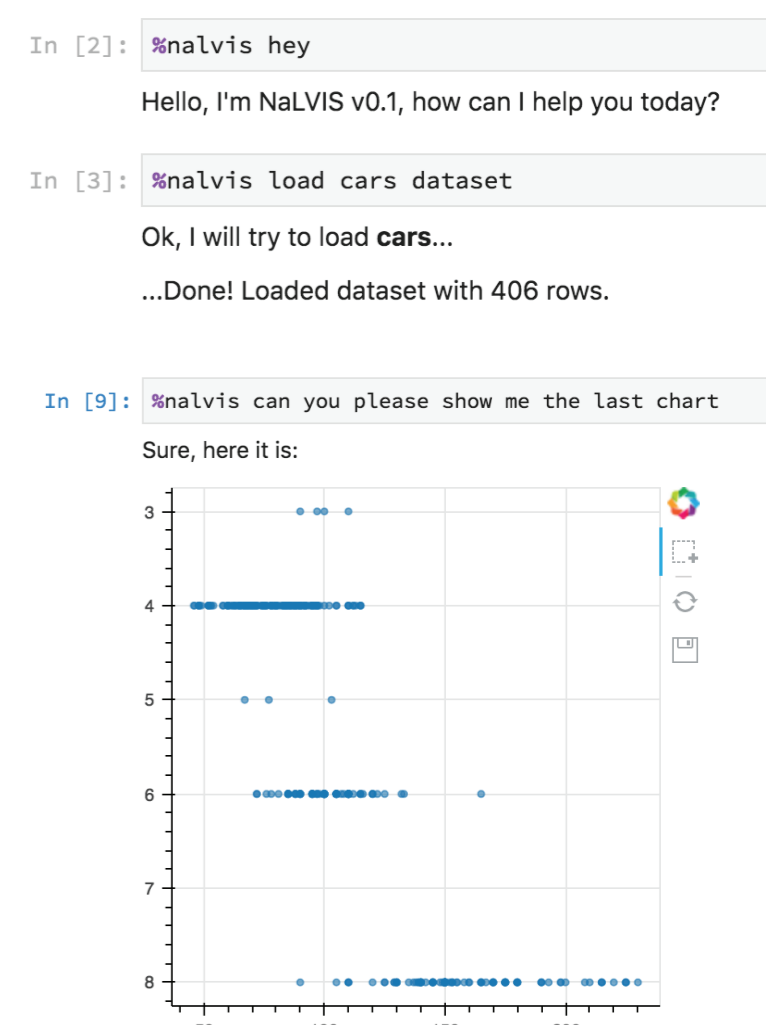 In [2]: %nalvis hey
Hello, I'm NaLVIS v0.1, how can I help you today?
In [3]: %nalvis load cars dataset
Ok, I will try to load cars...
...Done! Loaded dataset with 406 rows.
In [9]: %nalvis can you please show me the last chart
Sure, here it is:
3
4
5
6
7
8